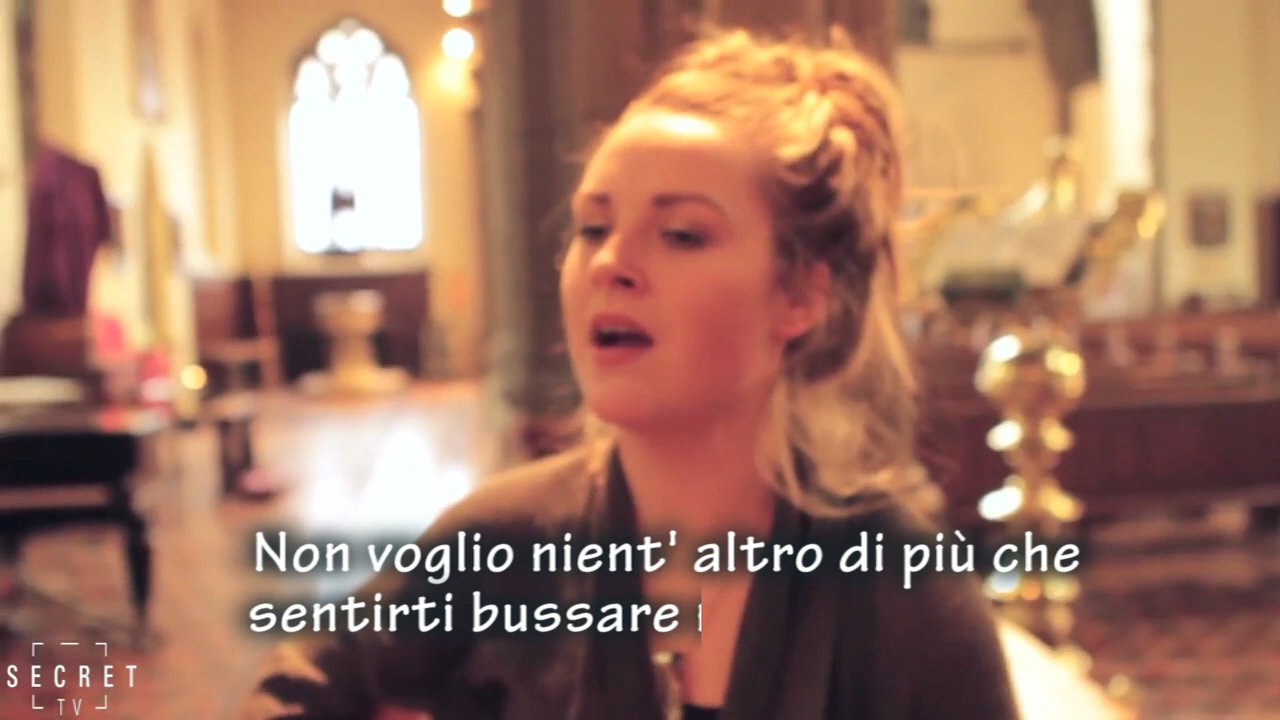 Non voglio nient' altro di più che
sentirti bussare
SECRET
TV